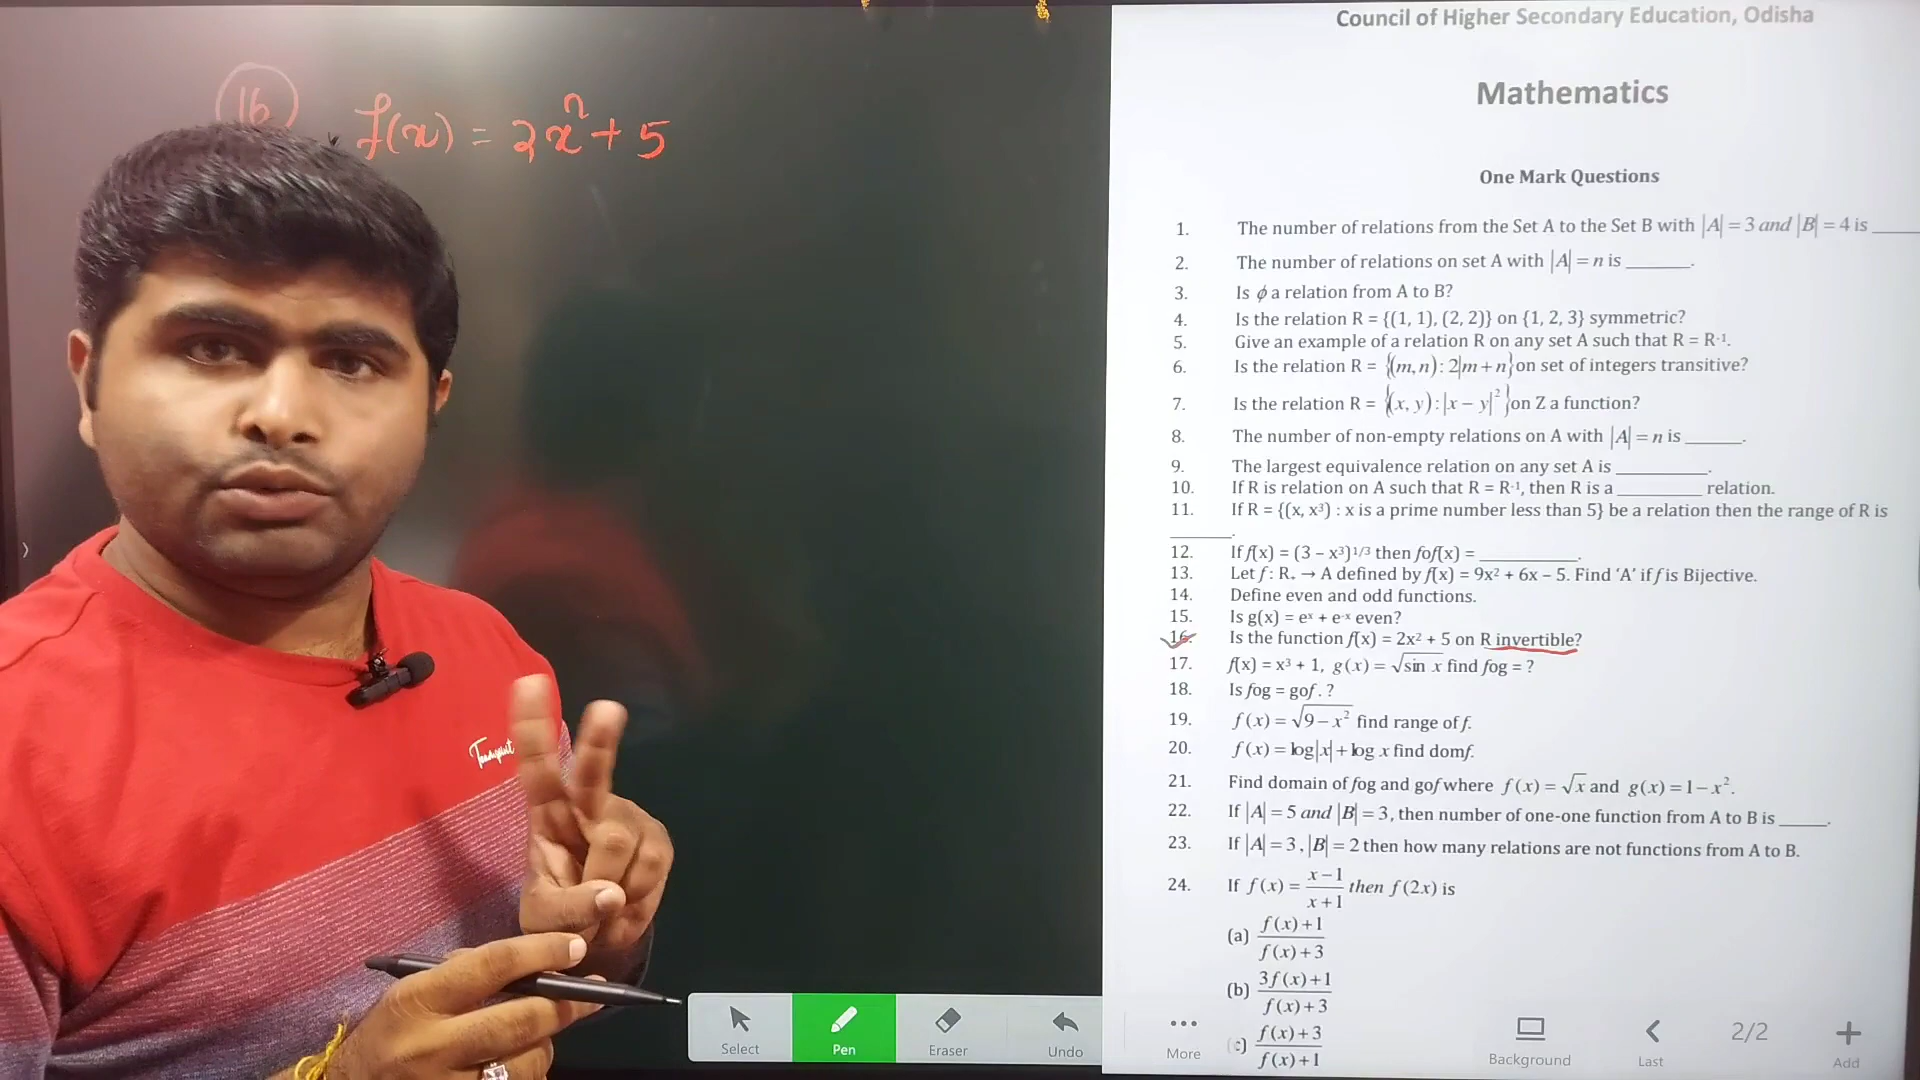 16 f(x) = 2x² + 5
Council of Higher Secondary Education, Odisha
Mathematics
One Mark Questions
1. The number of relations from the Set A to the Set B with |A| = 3 and |B| = 4 is ____
2. The number of relations on set A with |A| = n is ______.
3. Is ϕ a relation from A to B?
4. Is the relation R = {(1, 1), (2, 2)} on {1, 2, 3} symmetric?
5. Give an example of a relation R on any set A such that R = R⁻¹.
6. Is the relation R = {(m, n) : 2|m + n} on set of integers transitive?
7. Is the relation R = {(x, y) : |x − y|²} on Z a function?
8. The number of non-empty relations on A with |A| = n is _____.
9. The largest equivalence relation on any set A is ________.
10. If R is relation on A such that R = R⁻¹, then R is a ________ relation.
11. If R = {(x, x³) : x is a prime number less than 5} be a relation then the range of R is
______.
12. If f(x) = (3 – x³)^1/3 then fof(x) = _________.
13. Let f : R₊ → A defined by f(x) = 9x² + 6x – 5. Find ‘A’ if f is Bijective.
14. Define even and odd functions.
15. Is g(x) = eˣ + e⁻ˣ even?
16. Is the function f(x) = 2x² + 5 on R invertible?
17. f(x) = x³ + 1, g(x) = √sin x find fog = ?
18. Is fog = gof . ?
19. f(x) = √9 − x² find range of f.
20. f(x) = log|x| + log x find domf.
21. Find domain of fog and gof where f(x) = √x and g(x) = 1 − x².
22. If |A| = 5 and |B| = 3, then number of one-one function from A to B is _____.
23. If |A| = 3, |B| = 2 then how many relations are not functions from A to B.
24. If f(x) = (x − 1)/(x + 1) then f(2x) is
(a) (f(x) + 1)/(f(x) + 3)
(b) (3f(x) + 1)/(f(x) + 3)
(c) (f(x) + 3)/(f(x) + 1)
Select Pen Eraser Undo More Background Last 2/2 Add